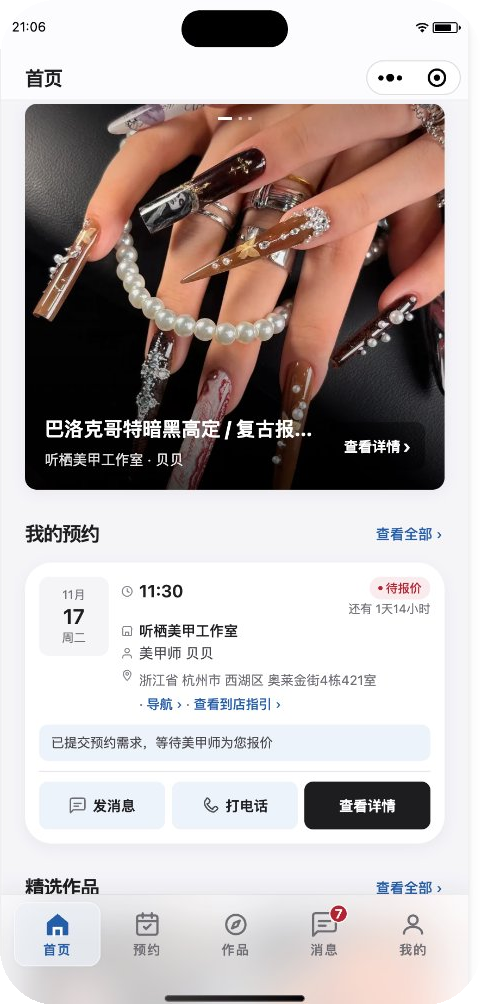 21:06
首页
巴洛克哥特暗黑高定 / 复古报...
听栖美甲工作室 · 贝贝
查看详情 ›
我的预约
查看全部 ›
11月
17
周二
11:30
• 待报价
还有 1天14小时
听栖美甲工作室
美甲师 贝贝
浙江省 杭州市 西湖区 奥莱金街4栋421室
· 导航 › · 查看到店指引 ›
已提交预约需求，等待美甲师为您报价
发消息
打电话
查看详情
精选作品
查看全部 ›
7
首页
预约
作品
消息
我的